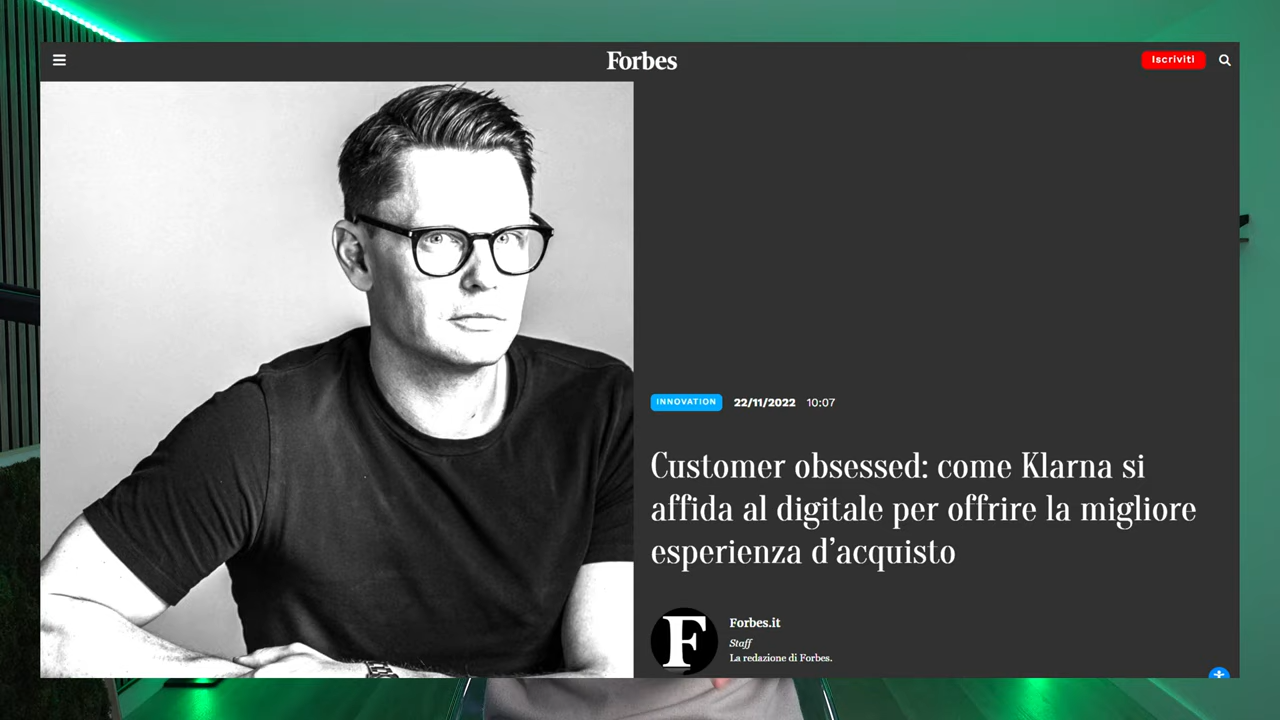 Forbes
Iscriviti
INNOVATION 22/11/2022 10:07
Customer obsessed: come Klarna si
affida al digitale per offrire la migliore
esperienza d’acquisto
F
Forbes.it
Staff
La redazione di Forbes.